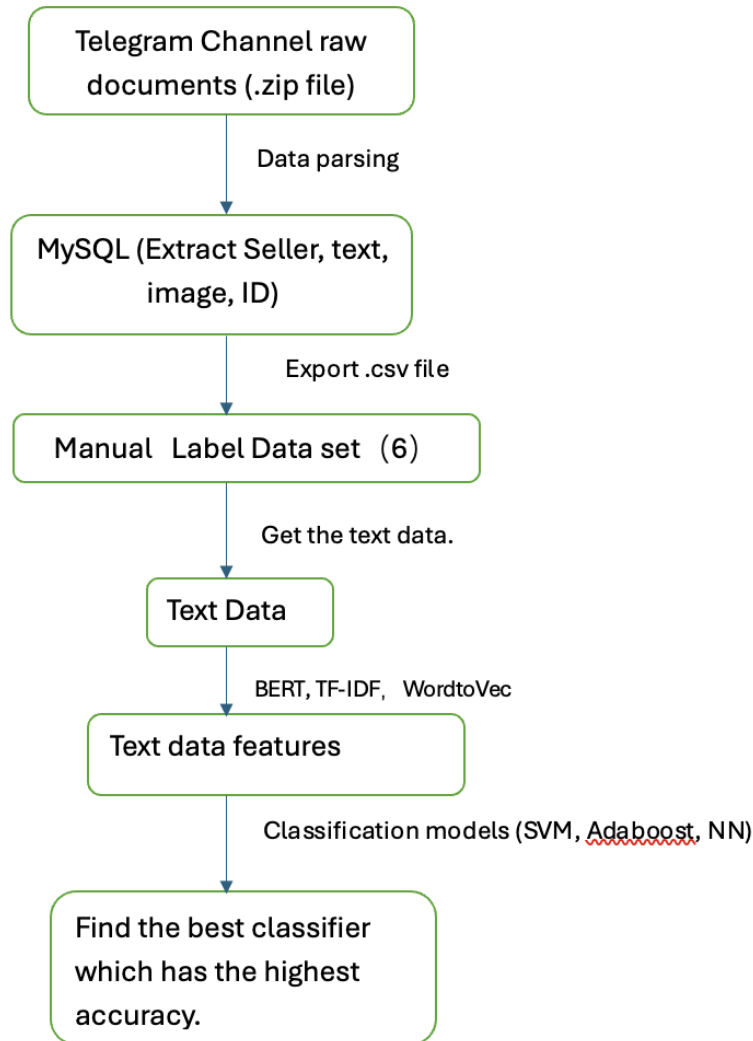 Telegram Channel raw
documents (.zip file)
Data parsing
MySQL (Extract Seller, text,
image, ID)
Export .csv file
Manual Label Data set（6）
Get the text data.
Text Data
BERT, TF-IDF, WordtoVec
Text data features
Classification models (SVM, Adaboost, NN)
Find the best classifier
which has the highest
accuracy.